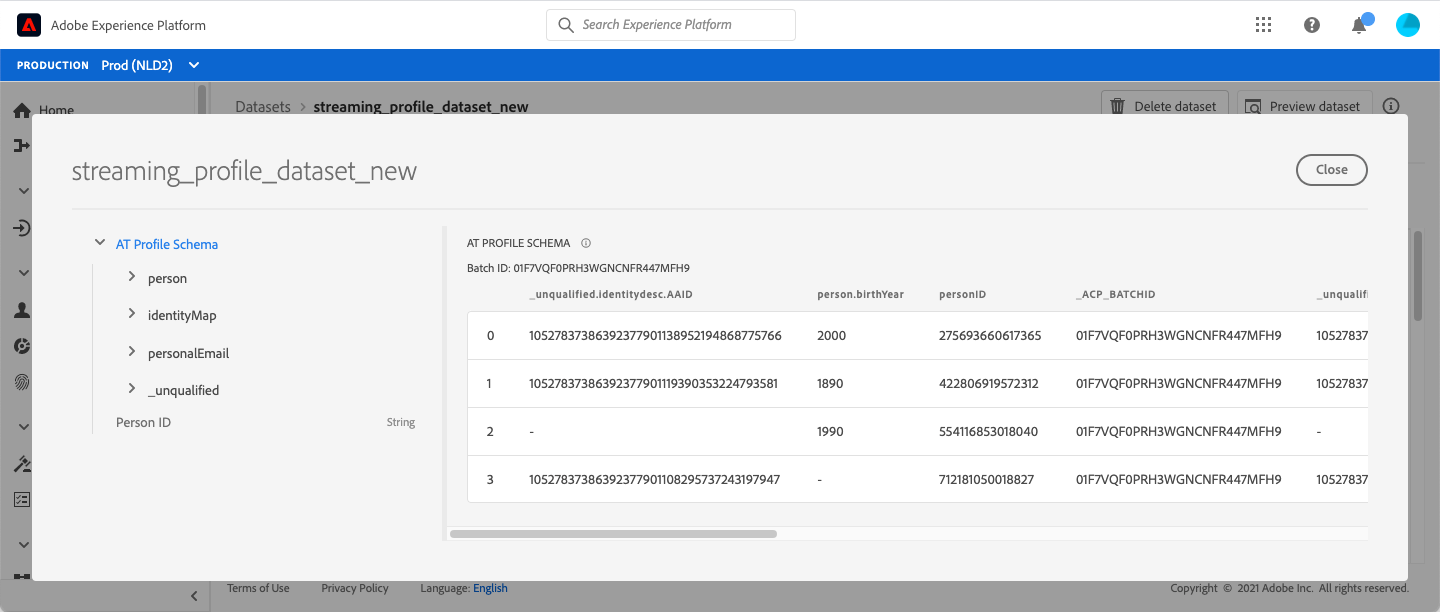 Adobe Experience Platform
Search Experience Platform
PRODUCTION Prod (NLD2)
Home
Datasets > streaming_profile_dataset_new
Delete dataset
Preview dataset
streaming_profile_dataset_new
Close
AT Profile Schema
person
identityMap
personalEmail
_unqualified
Person ID String
AT PROFILE SCHEMA
Batch ID: 01F7VQF0PRH3WGNCNFR447MFH9
_unqualified.identitydesc.AAID person.birthYear personID _ACP_BATCHID _unqualifi
0 10527837386392377901138952194868775766 2000 275693660617365 01F7VQF0PRH3WGNCNFR447MFH9 10527837
1 10527837386392377901119390353224793581 1890 422806919572312 01F7VQF0PRH3WGNCNFR447MFH9 10527837
2 - 1990 554116853018040 01F7VQF0PRH3WGNCNFR447MFH9 -
3 10527837386392377901108295737243197947 - 712181050018827 01F7VQF0PRH3WGNCNFR447MFH9 10527837
Terms of Use Privacy Policy Language: English
Copyright © 2021 Adobe Inc. All rights reserved.